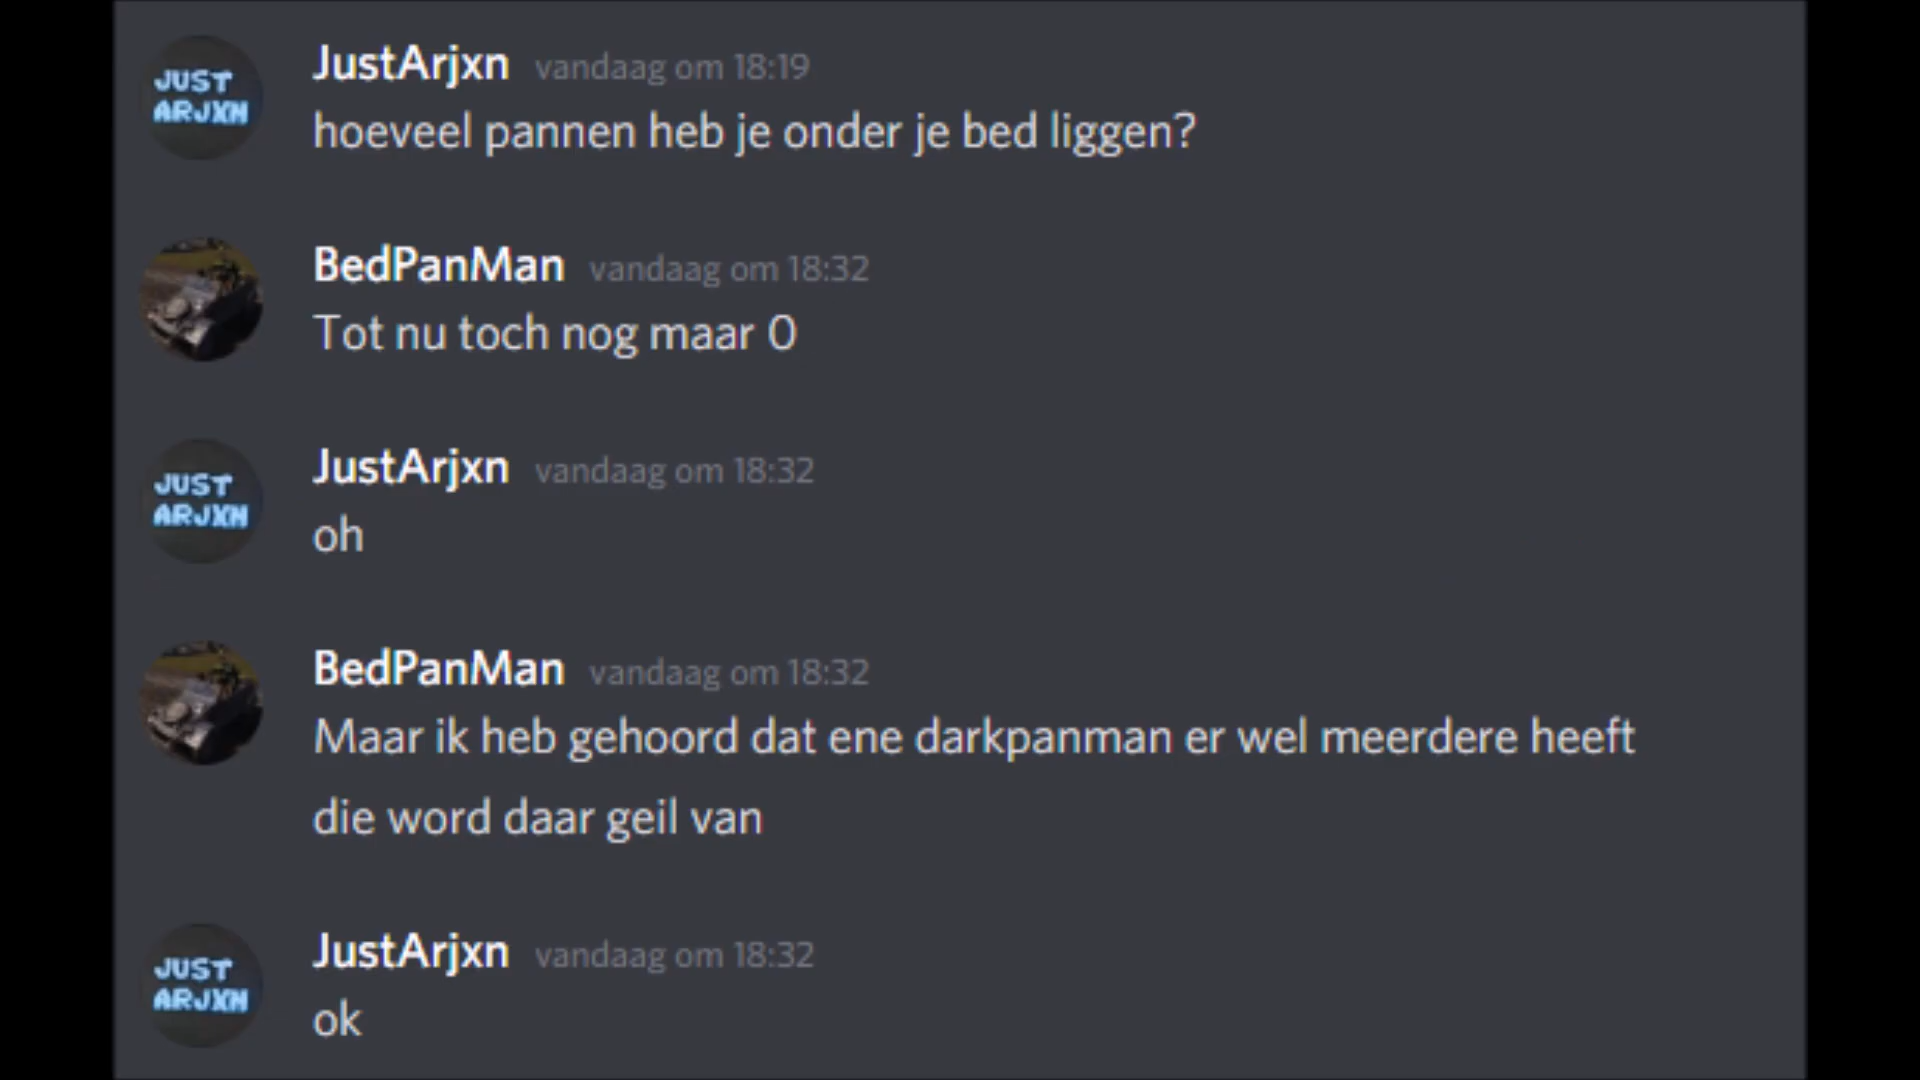 JUST
ARJXN
JustArjxn vandaag om 18:19
hoeveel pannen heb je onder je bed liggen?
BedPanMan vandaag om 18:32
Tot nu toch nog maar 0
JUST
ARJXN
JustArjxn vandaag om 18:32
oh
BedPanMan vandaag om 18:32
Maar ik heb gehoord dat ene darkpanman er wel meerdere heeft
die word daar geil van
JUST
ARJXN
JustArjxn vandaag om 18:32
ok